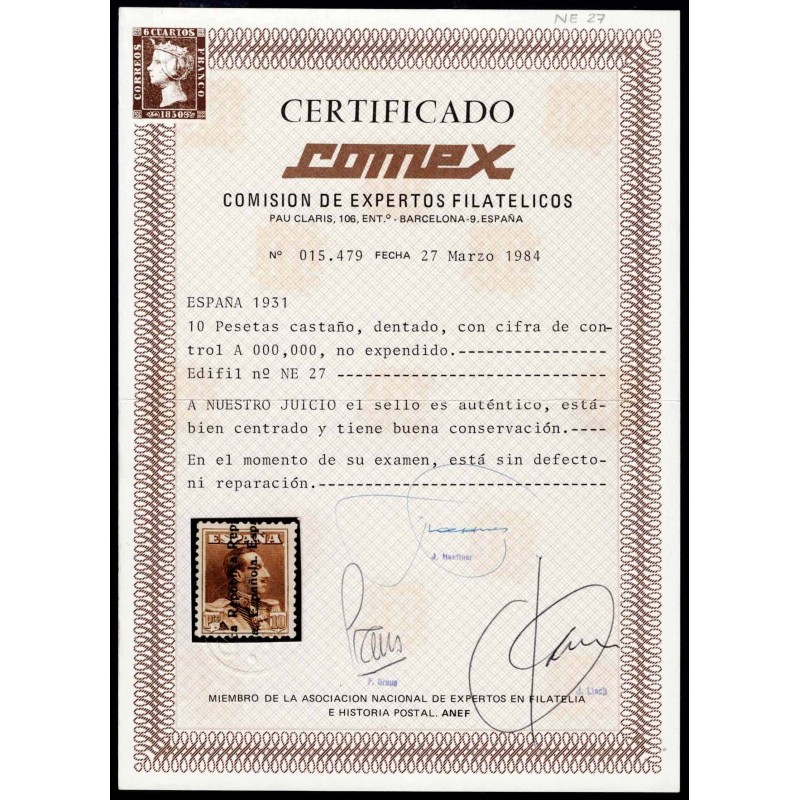 NE 27
6 CUARTOS
CORREOS
FRANCO
1850
CERTIFICADO
COMEX
COMISION DE EXPERTOS FILATELICOS
PAU CLARIS, 106, ENT.º - BARCELONA-9. ESPAÑA
Nº 015.479 FECHA 27 Marzo 1984
ESPAÑA 1931
10 Pesetas castaño, dentado, con cifra de con-
trol A 000,000, no expendido.---------------
Edifil nº NE 27 ----------------------------
A NUESTRO JUICIO el sello es auténtico, está-
bien centrado y tiene buena conservación.----
En el momento de su examen, está sin defecto-
ni reparación.------------------------------
ESPAÑA
República Rep
Española. Esp
10
P. Graus
J. Llach
MIEMBRO DE LA ASOCIACION NACIONAL DE EXPERTOS EN FILATELIA
E HISTORIA POSTAL. ANEF